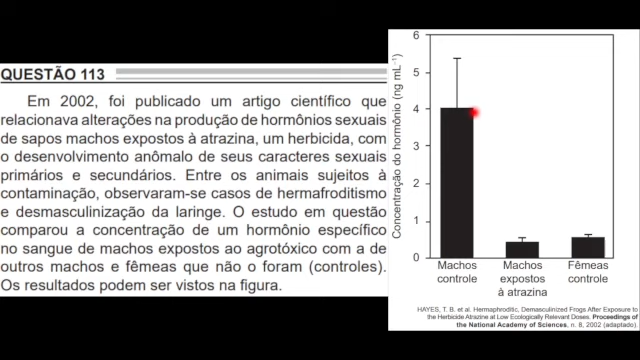 QUESTÃO 113
Em 2002, foi publicado um artigo científico que
relacionava alterações na produção de hormônios sexuais
de sapos machos expostos à atrazina, um herbicida, com
o desenvolvimento anômalo de seus caracteres sexuais
primários e secundários. Entre os animais sujeitos à
contaminação, observaram-se casos de hermafroditismo
e desmasculinização da laringe. O estudo em questão
comparou a concentração de um hormônio específico
no sangue de machos expostos ao agrotóxico com a de
outros machos e fêmeas que não o foram (controles).
Os resultados podem ser vistos na figura.
Concentração do hormônio (ng mL⁻¹)
6
5
4
3
2
1
0
Machos
controle
Machos
expostos
à atrazina
Fêmeas
controle
HAYES, T. B. et al. Hermaphroditic, Demasculinized Frogs After Exposure to
the Herbicide Atrazine at Low Ecologically Relevant Doses. Proceedings of
the National Academy of Sciences, n. 8, 2002 (adaptado).